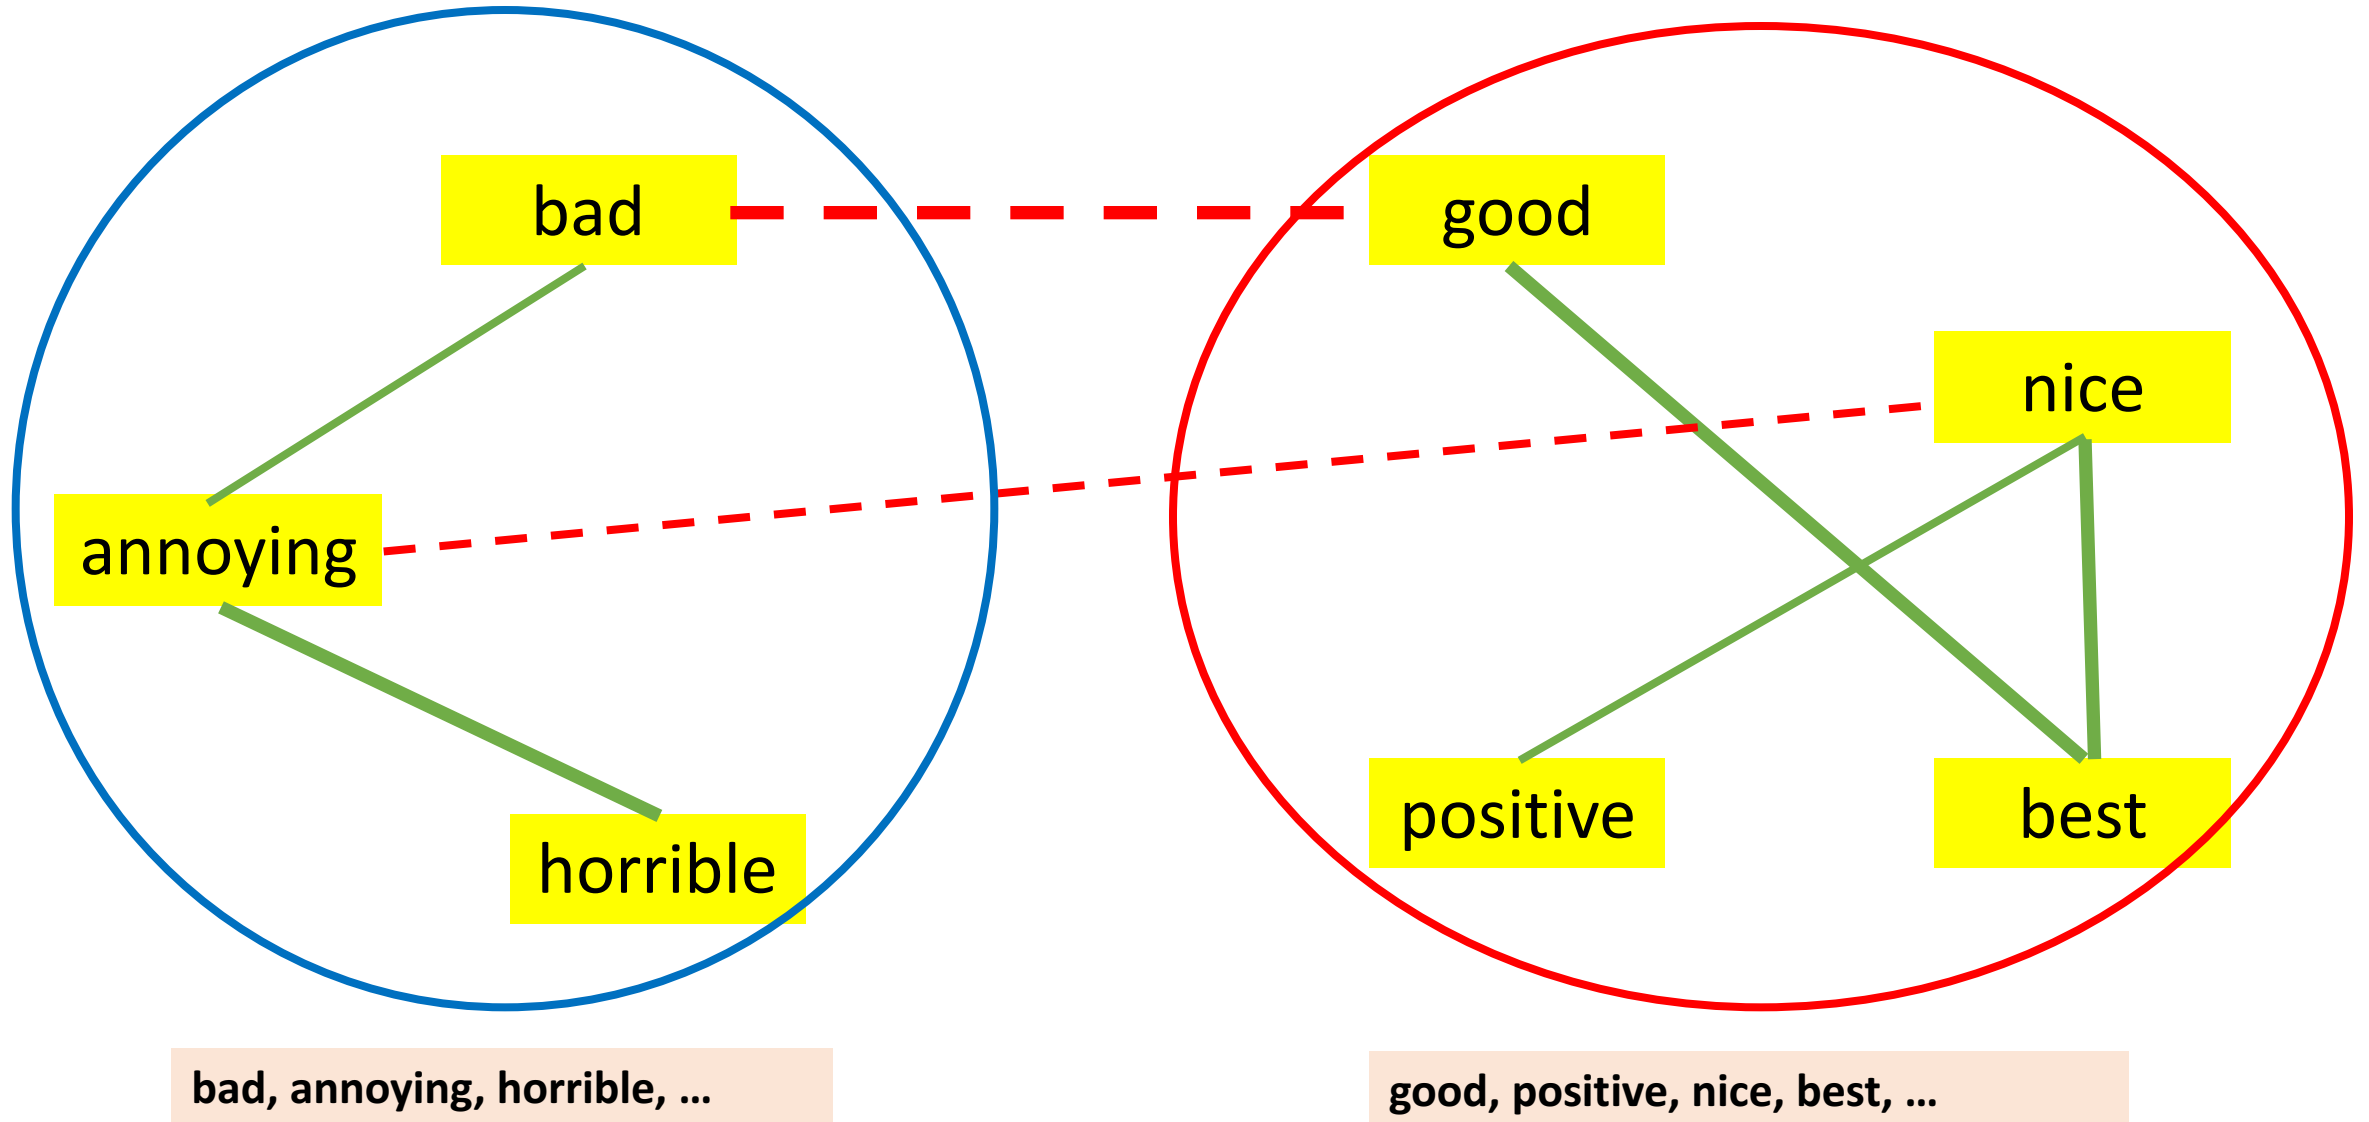 bad
good
nice
annoying
positive
best
horrible
bad, annoying, horrible, …
good, positive, nice, best, …